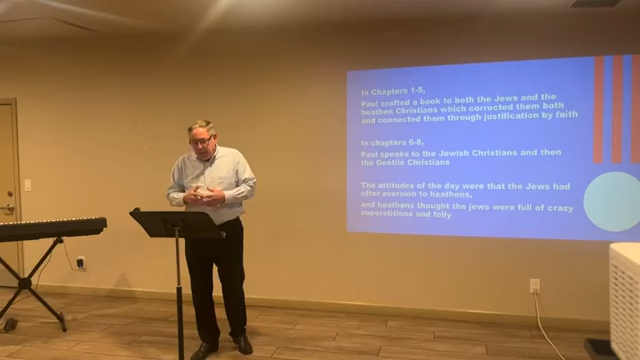 In Chapters 1-5,
Paul crafted a book to both the Jews and the
heathen Christians which corrected them both
and connected them through justification by faith
In chapters 6-8,
Paul speaks to the Jewish Christians and then
the Gentile Christians
The attitudes of the day were that the Jews had
utter aversion to heathens,
and heathens thought the jews were full of crazy
superstitions and folly